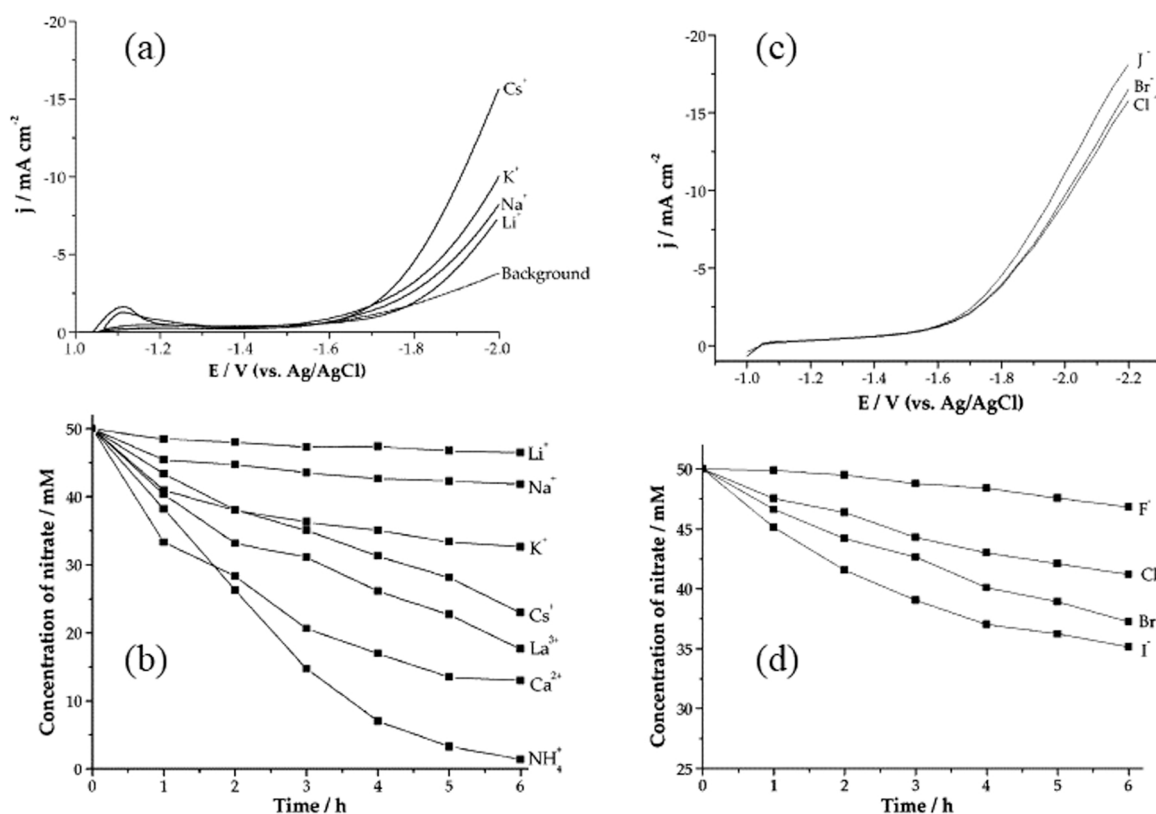 (a)
j / mA cm⁻²
-20
-15
-10
-5
0
1.0 -1.2 -1.4 -1.6 -1.8 -2.0
E / V (vs. Ag/AgCl)
Cs⁺
K⁺
Na⁺
Li⁺
Background
(c)
j / mA cm⁻²
-20
-15
-10
-5
0
-1.0 -1.2 -1.4 -1.6 -1.8 -2.0 -2.2
E / V (vs. Ag/AgCl)
J⁻
Br⁻
Cl⁻
(b)
Concentration of nitrate / mM
50
40
30
20
10
0
0 1 2 3 4 5 6
Time / h
Li⁺
Na⁺
K⁺
Cs⁺
La³⁺
Ca²⁺
NH₄⁺
(d)
Concentration of nitrate / mM
50
45
40
35
30
25
0 1 2 3 4 5 6
Time / h
F⁻
Cl
Br
I⁻